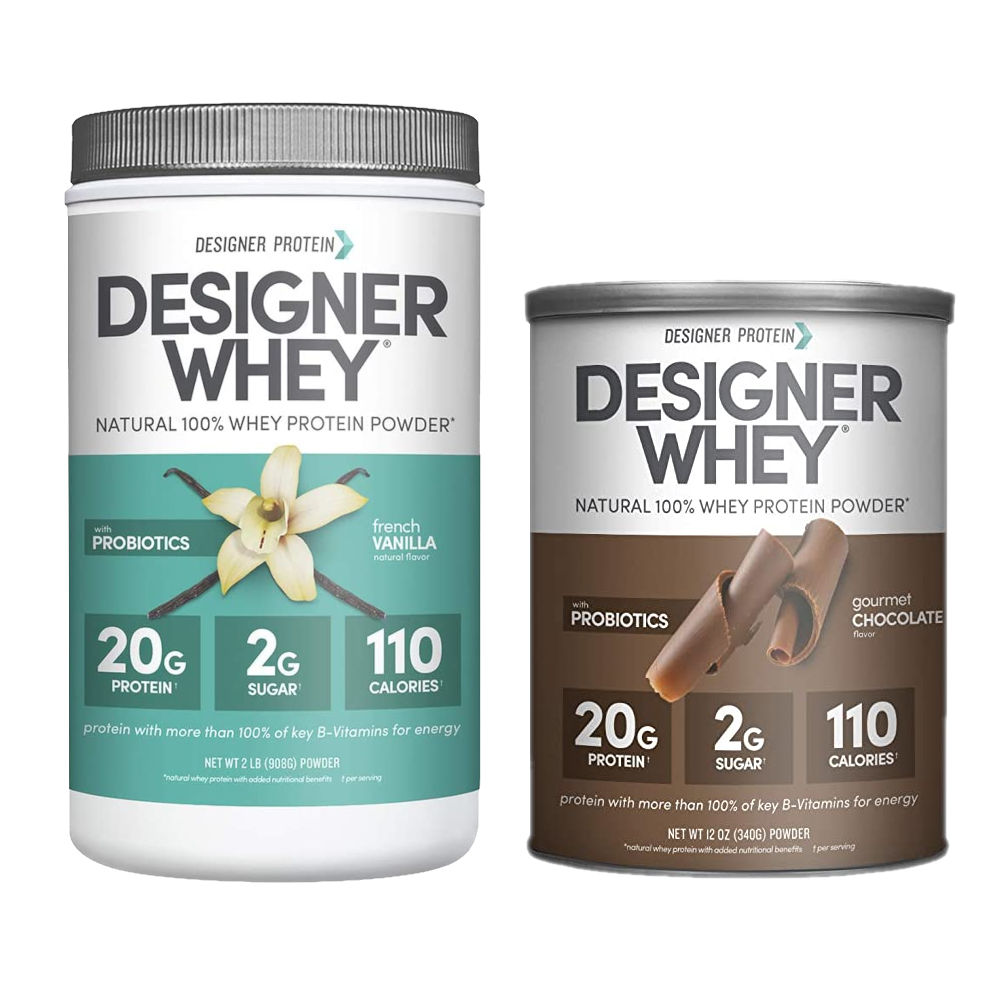 DESIGNER PROTEIN
DESIGNER
WHEY®
NATURAL 100% WHEY PROTEIN POWDER*
with
PROBIOTICS
french
VANILLA
natural flavor
20G
PROTEIN†
2G
SUGAR†
110
CALORIES†
protein with more than 100% of key B-Vitamins for energy
NET WT 2 LB (908G) POWDER
*natural whey protein with added nutritional benefits † per serving
DESIGNER PROTEIN
DESIGNER
WHEY®
NATURAL 100% WHEY PROTEIN POWDER*
with
PROBIOTICS
gourmet
CHOCOLATE
flavor
20G
PROTEIN†
2G
SUGAR†
110
CALORIES†
protein with more than 100% of key B-Vitamins for energy
NET WT 12 OZ (340G) POWDER
*natural whey protein with added nutritional benefits † per serving